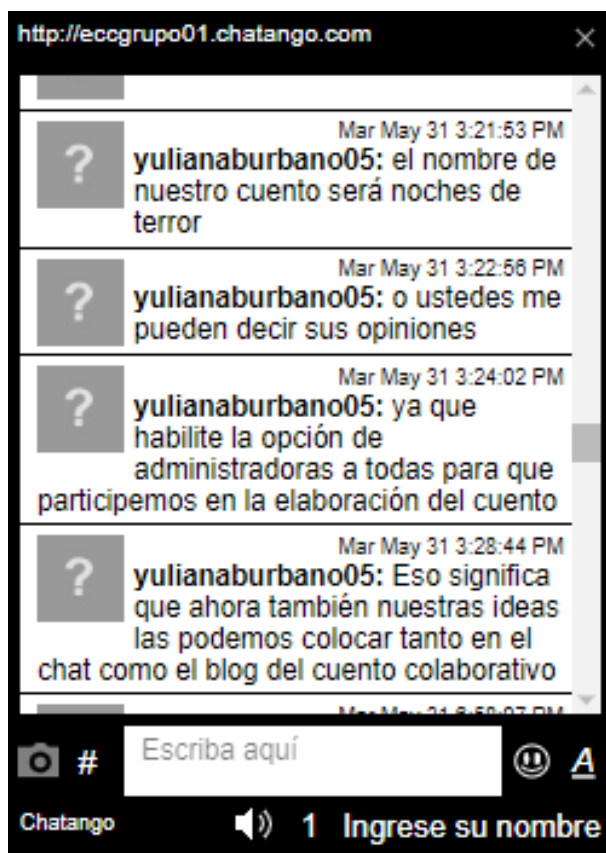 http://eccgrupo01.chatango.com
Mar May 31 3:21:53 PM
yulianaburbano05: el nombre de
nuestro cuento será noches de
terror
Mar May 31 3:22:56 PM
yulianaburbano05: o ustedes me
pueden decir sus opiniones
Mar May 31 3:24:02 PM
yulianaburbano05: ya que
habilite la opción de
administradoras a todas para que
participemos en la elaboración del cuento
Mar May 31 3:28:44 PM
yulianaburbano05: Eso significa
que ahora también nuestras ideas
las podemos colocar tanto en el
chat como el blog del cuento colaborativo
#
Escriba aquí
A
Chatango
1 Ingrese su nombre